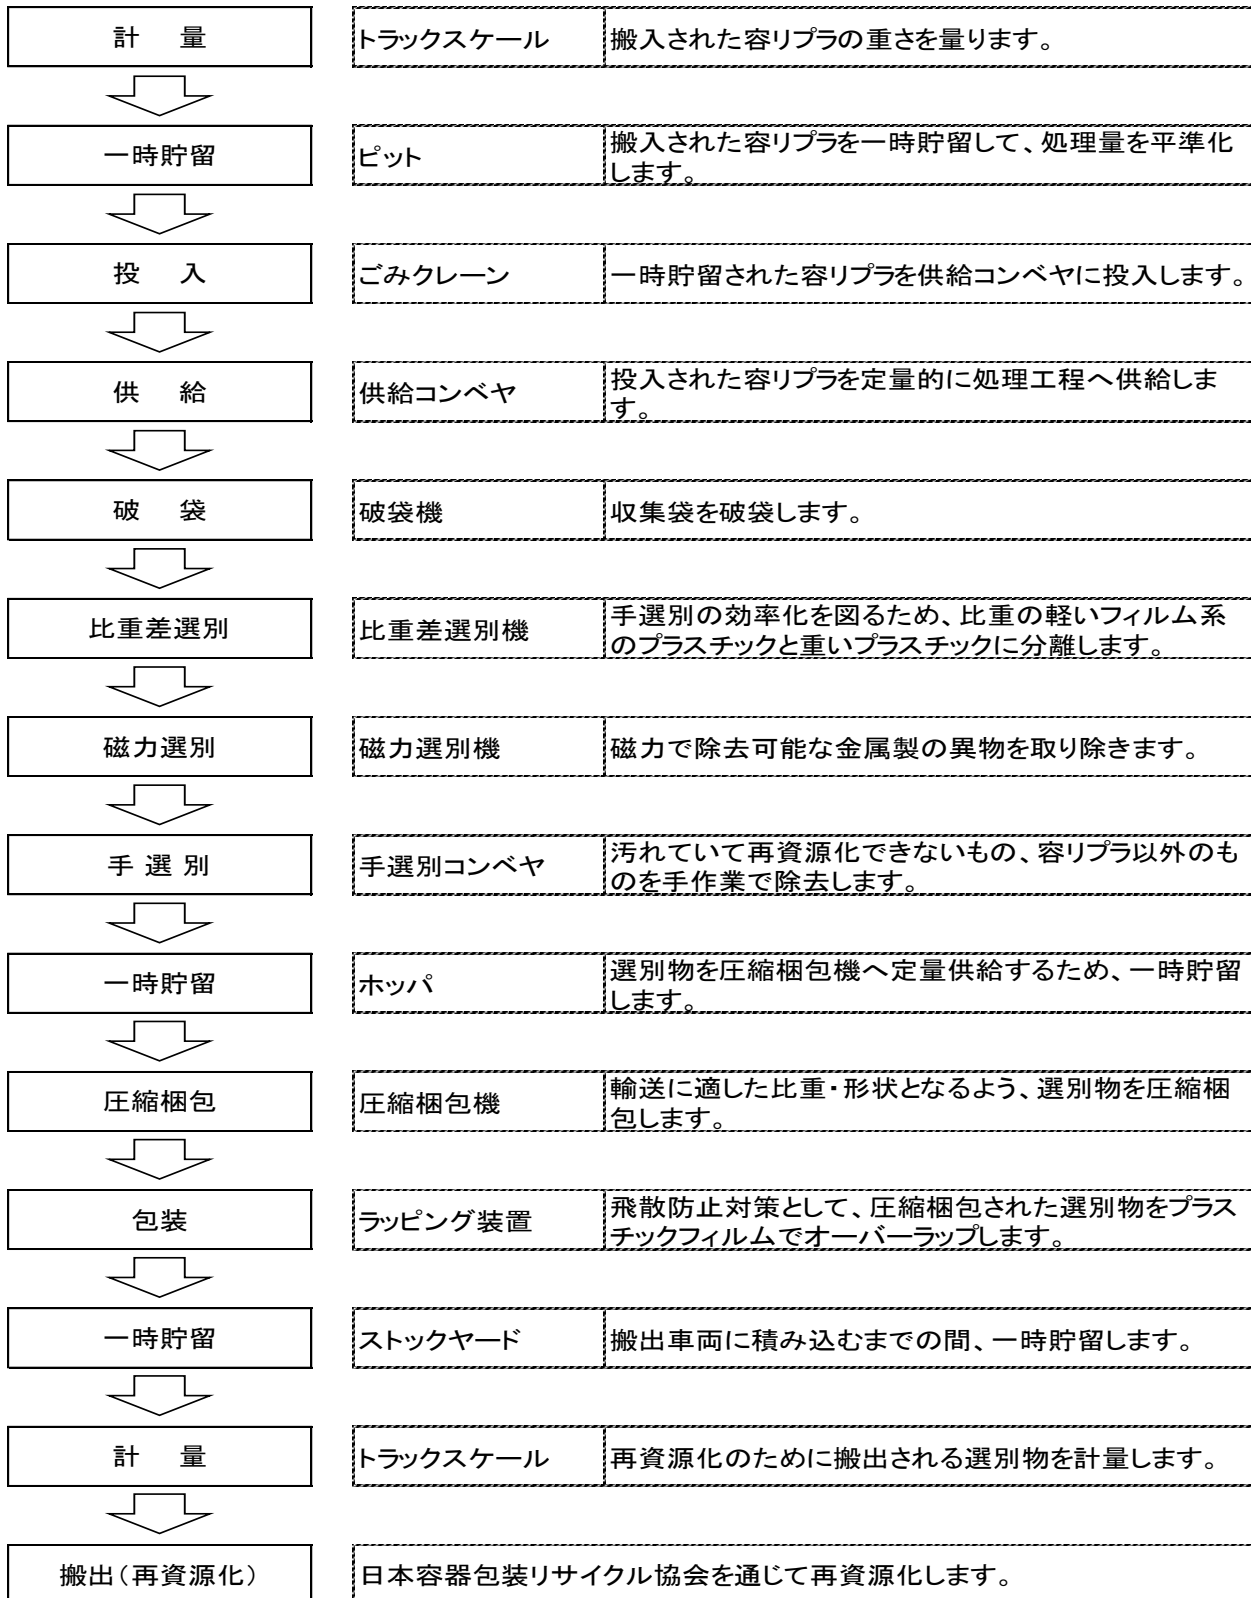 計 量
トラックスケール
搬入された容リプラの重さを量ります。
一時貯留
ピット
搬入された容リプラを一時貯留して、処理量を平準化
します。
投 入
ごみクレーン
一時貯留された容リプラを供給コンベヤに投入します。
供 給
供給コンベヤ
投入された容リプラを定量的に処理工程へ供給しま
す。
破 袋
破袋機
収集袋を破袋します。
比重差選別
比重差選別機
手選別の効率化を図るため、比重の軽いフィルム系
のプラスチックと重いプラスチックに分離します。
磁力選別
磁力選別機
磁力で除去可能な金属製の異物を取り除きます。
手 選 別
手選別コンベヤ
汚れていて再資源化できないもの、容リプラ以外のも
のを手作業で除去します。
一時貯留
ホッパ
選別物を圧縮梱包機へ定量供給するため、一時貯留
します。
圧縮梱包
圧縮梱包機
輸送に適した比重・形状となるよう、選別物を圧縮梱
包します。
包装
ラッピング装置
飛散防止対策として、圧縮梱包された選別物をプラス
チックフィルムでオーバーラップします。
一時貯留
ストックヤード
搬出車両に積み込むまでの間、一時貯留します。
計 量
トラックスケール
再資源化のために搬出される選別物を計量します。
搬出(再資源化)
日本容器包装リサイクル協会を通じて再資源化します。